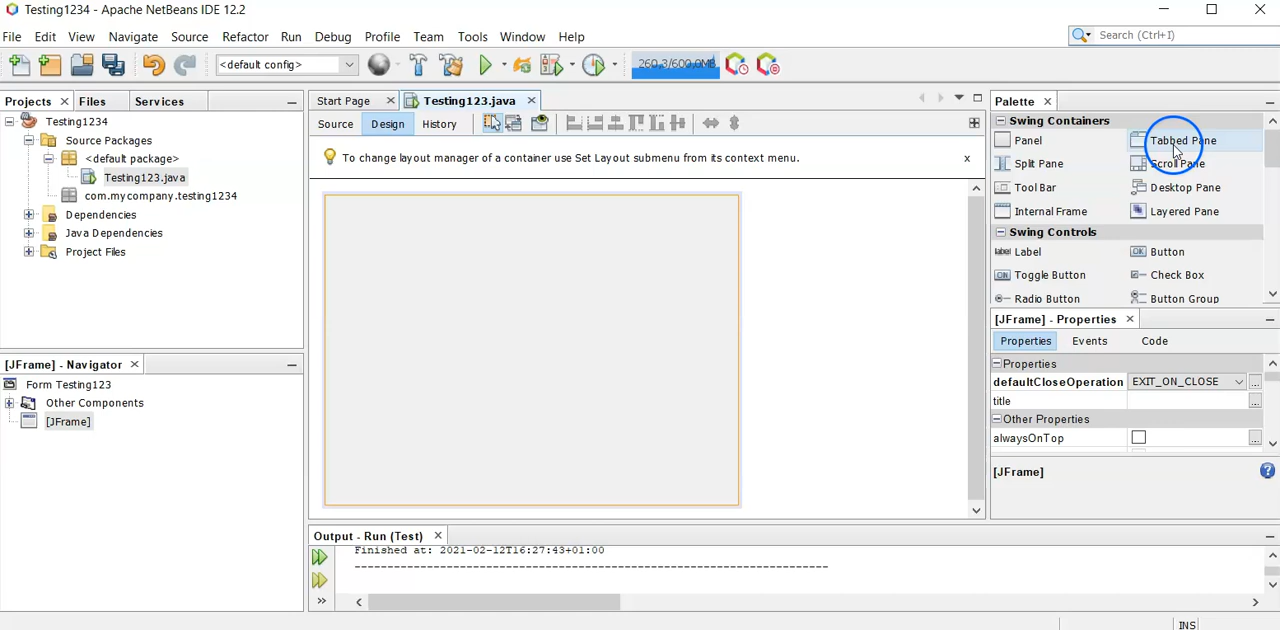 Testing1234 - Apache NetBeans IDE 12.2
File Edit View Navigate Source Refactor Run Debug Profile Team Tools Window Help
Search (Ctrl+I)
<default config>
260,3/600,0MB
Projects Files Services
Testing1234
Source Packages
<default package>
Testing123.java
com.mycompany.testing1234
Dependencies
Java Dependencies
Project Files
[JFrame] - Navigator
Form Testing123
Other Components
[JFrame]
Start Page Testing123.java
Source Design History
To change layout manager of a container use Set Layout submenu from its context menu. x
Output - Run (Test)
Finished at: 2021-02-12T16:27:43+01:00
------------------------------------------------------------------------
Palette
Swing Containers
Panel Tabbed Pane
Split Pane Scroll Pane
Tool Bar Desktop Pane
Internal Frame Layered Pane
Swing Controls
label Label OK Button
ON Toggle Button Check Box
Radio Button Button Group
[JFrame] - Properties
Properties Events Code
Properties
defaultCloseOperation EXIT_ON_CLOSE ...
title ...
Other Properties
alwaysOnTop ...
[JFrame] ?
INS